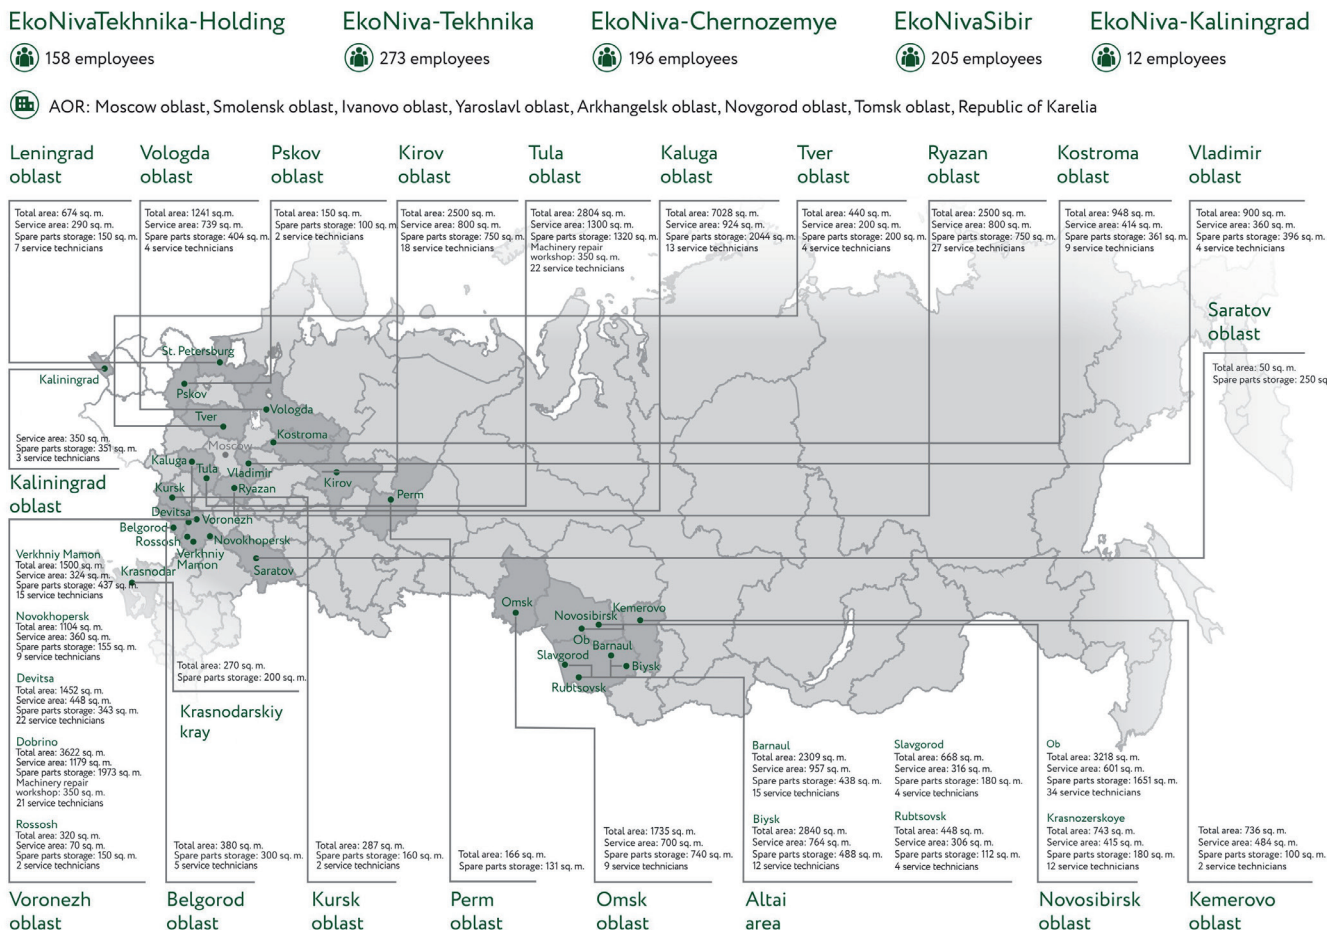 EkoNivaTekhnika-Holding
158 employees
EkoNiva-Tekhnika
273 employees
EkoNiva-Chernozemye
196 employees
EkoNivaSibir
205 employees
EkoNiva-Kaliningrad
12 employees
AOR: Moscow oblast, Smolensk oblast, Ivanovo oblast, Yaroslavl oblast, Arkhangelsk oblast, Novgorod oblast, Tomsk oblast, Republic of Karelia
Leningrad
oblast
Total area: 674 sq. m.
Service area: 290 sq. m.
Spare parts storage: 150 sq. m.
7 service technicians
Vologda
oblast
Total area: 1241 sq.m.
Service area: 739 sq. m.
Spare parts storage: 404 sq. m.
4 service technicians
Pskov
oblast
Total area: 150 sq. m.
Spare parts storage: 100 sq. m.
2 service technicians
Kirov
oblast
Total area: 2500 sq. m.
Service area: 800 sq. m.
Spare parts storage: 750 sq. m.
18 service technicians
Tula
oblast
Total area: 2804 sq. m.
Service area: 1300 sq. m.
Spare parts storage: 1320 sq. m.
Machinery repair
workshop: 350 sq. m.
22 service technicians
Kaluga
oblast
Total area: 7028 sq. m.
Service area: 924 sq. m.
Spare parts storage: 2044 sq. m.
13 service technicians
Tver
oblast
Total area: 440 sq. m.
Service area: 200 sq. m.
Spare parts storage: 200 sq. m.
4 service technicians
Ryazan
oblast
Total area: 2500 sq. m.
Service area: 800 sq. m.
Spare parts storage: 750 sq. m.
27 service technicians
Kostroma
oblast
Total area: 948 sq. m.
Service area: 414 sq. m.
Spare parts storage: 361 sq. m.
9 service technicians
Vladimir
oblast
Total area: 900 sq. m.
Service area: 360 sq. m.
Spare parts storage: 396 sq. m.
4 service technicians
Saratov
oblast
Total area: 50 sq. m.
Spare parts storage: 250 sq
St. Petersburg
Kaliningrad
Pskov
Vologda
Tver
Kostroma
Moscow
Kaluga
Tula
Vladimir
Kirov
Kursk
Ryazan
Perm
Devitsa
Voronezh
Belgorod
Rossosh
Novokhopersk
Verkhniy
Mamon
Saratov
Krasnodar
Omsk
Kemerovo
Novosibirsk
Ob
Barnaul
Slavgorod
Biysk
Rubtsovsk
Service area: 350 sq. m.
Spare parts storage: 351 sq. m.
3 service technicians
Kaliningrad
oblast
Verkhniy Mamon
Total area: 1500 sq. m.
Service area: 324 sq. m.
Spare parts storage: 437 sq. m.
15 service technicians
Novokhopersk
Total area: 1104 sq. m.
Service area: 360 sq. m.
Spare parts storage: 155 sq. m.
9 service technicians
Devitsa
Total area: 1452 sq. m.
Service area: 448 sq. m.
Spare parts storage: 343 sq. m.
22 service technicians
Dobrino
Total area: 3622 sq. m.
Service area: 1179 sq. m.
Spare parts storage: 1973 sq. m.
Machinery repair
workshop: 350 sq. m.
21 service technicians
Rossosh
Total area: 320 sq. m.
Service area: 70 sq. m.
Spare parts storage: 150 sq. m.
2 service technicians
Voronezh
oblast
Total area: 270 sq. m.
Spare parts storage: 200 sq. m.
Krasnodarskiy
kray
Total area: 380 sq. m.
Spare parts storage: 300 sq. m.
5 service technicians
Belgorod
oblast
Total area: 287 sq. m.
Spare parts storage: 160 sq. m.
2 service technicians
Kursk
oblast
Total area: 166 sq. m.
Spare parts storage: 131 sq. m.
Perm
oblast
Total area: 1735 sq. m.
Service area: 700 sq. m.
Spare parts storage: 740 sq. m.
9 service technicians
Omsk
oblast
Barnaul
Total area: 2309 sq. m.
Service area: 957 sq. m.
Spare parts storage: 438 sq. m.
15 service technicians
Biysk
Total area: 2840 sq. m.
Service area: 764 sq. m.
Spare parts storage: 488 sq. m.
12 service technicians
Slavgorod
Total area: 668 sq. m.
Service area: 316 sq. m.
Spare parts storage: 180 sq. m.
4 service technicians
Rubtsovsk
Total area: 448 sq. m.
Service area: 306 sq. m.
Spare parts storage: 112 sq. m.
4 service technicians
Altai
area
Ob
Total area: 3218 sq. m.
Service area: 601 sq. m.
Spare parts storage: 1651 sq. m.
34 service technicians
Krasnozerskoye
Total area: 743 sq. m.
Service area: 415 sq. m.
Spare parts storage: 180 sq. m.
12 service technicians
Novosibirsk
oblast
Total area: 736 sq. m.
Service area: 484 sq. m.
Spare parts storage: 100 sq. m.
2 service technicians
Kemerovo
oblast